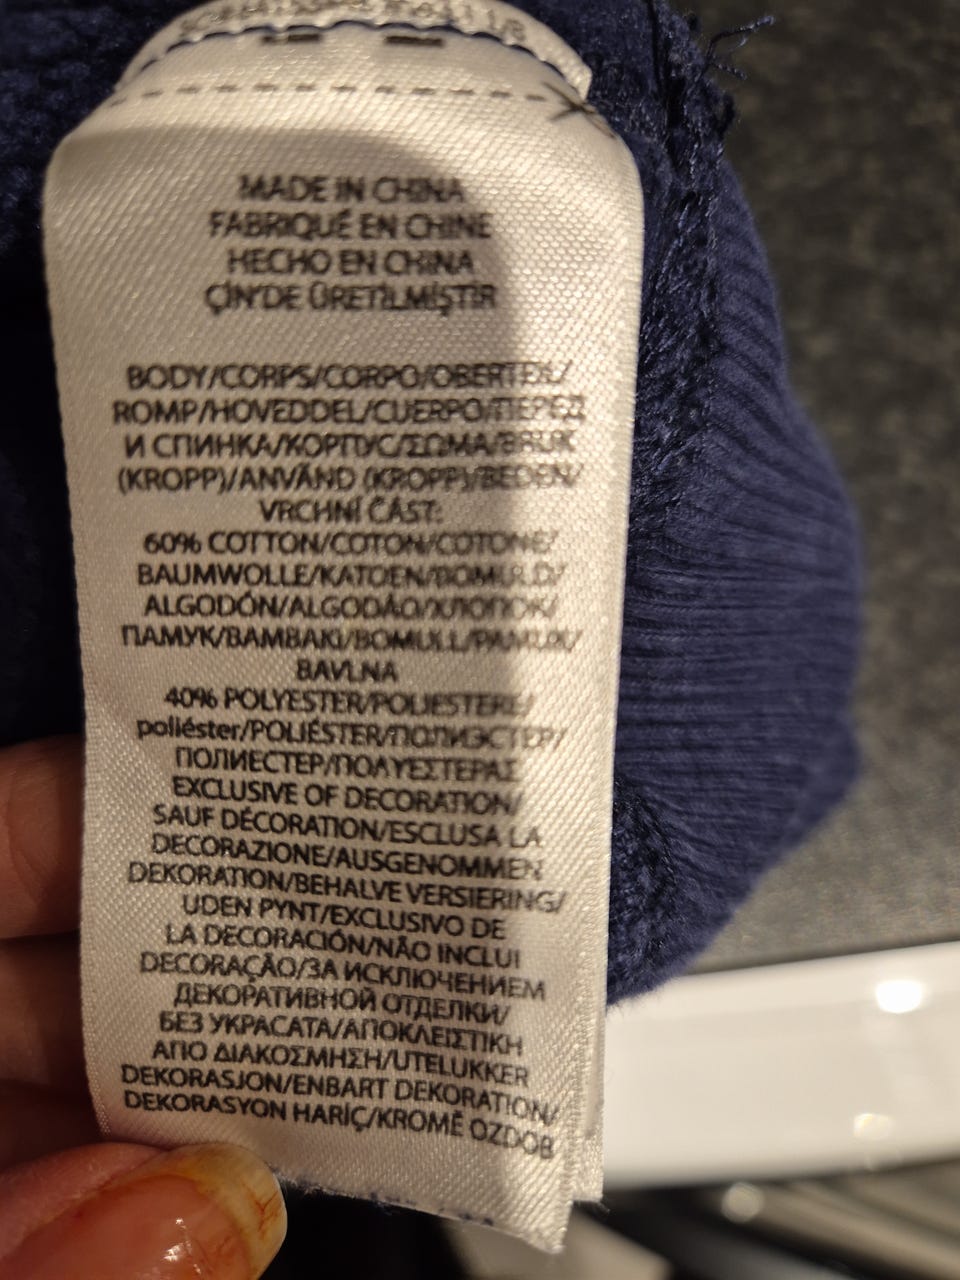 MADE IN CHINA
FABRIQUÉ EN CHINE
HECHO EN CHINA
ÇİN'DE ÜRETİLMİŞTİR
BODY/CORPS/CORPO/OBERTEIL/
ROMP/HOVEDDEL/CUERPO/ПЕРЕД
И СПИНКА/КОРПУС/ΣΩΜΑ/BRUK
(KROPP)/ANVÄND (KROPP)/BEDEN/
VRCHNÍ ČÁST:
60% COTTON/COTON/COTONE/
BAUMWOLLE/KATOEN/BOMULD/
ALGODÓN/ALGODÃO/ХЛОПОК/
ПАМУК/ΒΑΜΒΑΚΙ/BOMULL/PAMUK/
BAVLNA
40% POLYESTER/POLIESTERE/
poliéster/POLIÉSTER/ПОЛИЭСТЕР/
ПОЛИЕСТЕР/ΠΟΛΥΕΣΤΕΡΑΣ
EXCLUSIVE OF DECORATION/
SAUF DÉCORATION/ESCLUSA LA
DECORAZIONE/AUSGENOMMEN
DEKORATION/BEHALVE VERSIERING/
UDEN PYNT/EXCLUSIVO DE
LA DECORACIÓN/NÃO INCLUI
DECORAÇÃO/ЗА ИСКЛЮЧЕНИЕМ
ДЕКОРАТИВНОЙ ОТДЕЛКИ/
БЕЗ УКРАСАТА/ΑΠΟΚΛΕΙΣΤΙΚΗ
ΑΠΟ ΔΙΑΚΟΣΜΗΣΗ/UTELUKKER
DEKORASJON/ENBART DEKORATION/
DEKORASYON HARİÇ/KROMĚ OZDOB